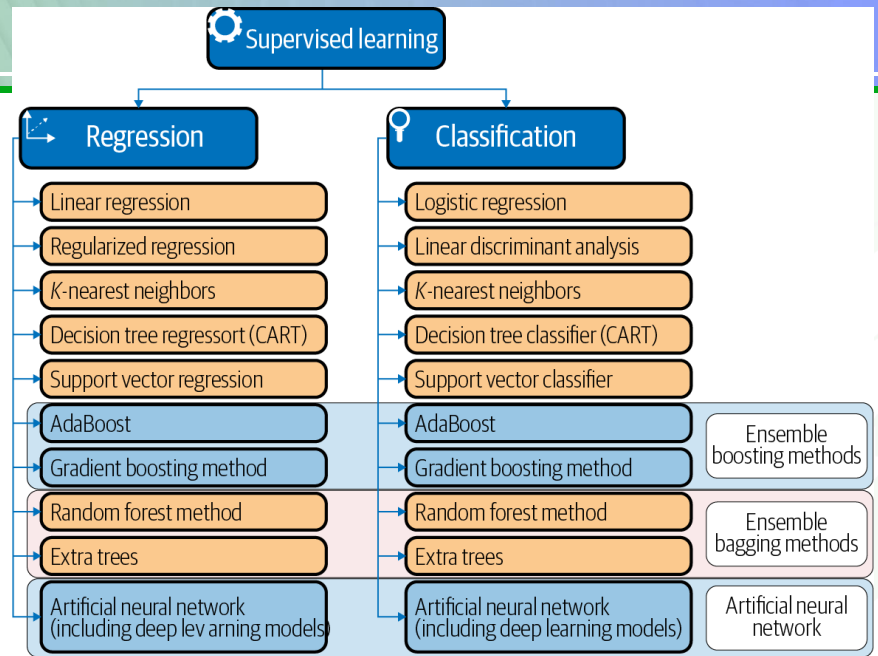 Supervised learning
Regression
Classification
Linear regression
Regularized regression
K-nearest neighbors
Decision tree regressort (CART)
Support vector regression
AdaBoost
Gradient boosting method
Random forest method
Extra trees
Artificial neural network
(including deep lev arning models)
Logistic regression
Linear discriminant analysis
K-nearest neighbors
Decision tree classifier (CART)
Support vector classifier
AdaBoost
Gradient boosting method
Random forest method
Extra trees
Artificial neural network
(including deep learning models)
Ensemble
boosting methods
Ensemble
bagging methods
Artificial neural
network